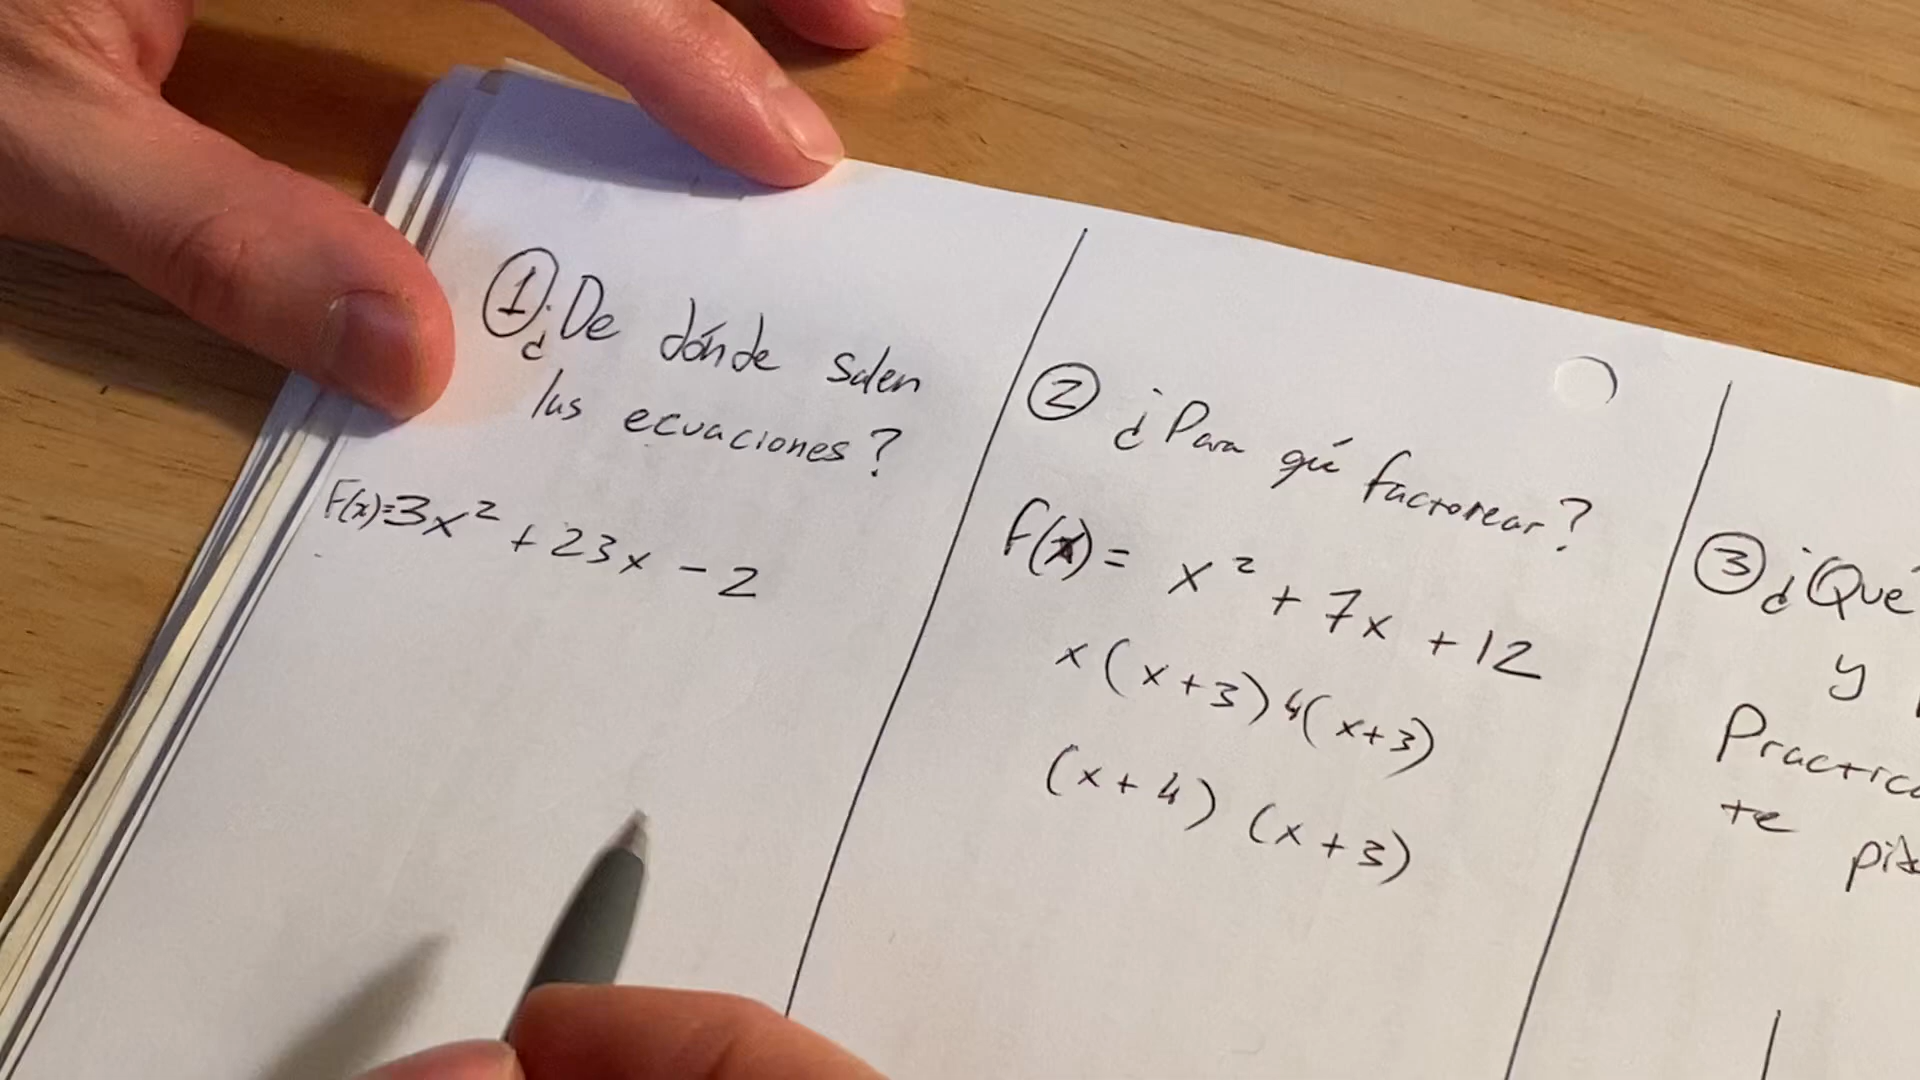 ① ¿De dónde salen
las ecuaciones?
F(x)=3x² + 23x - 2
② ¿Para qué factorear?
F(x) = x² + 7x + 12
x(x+3)4(x+3)
(x+4) (x+3)
③ ¿Qué
y
te